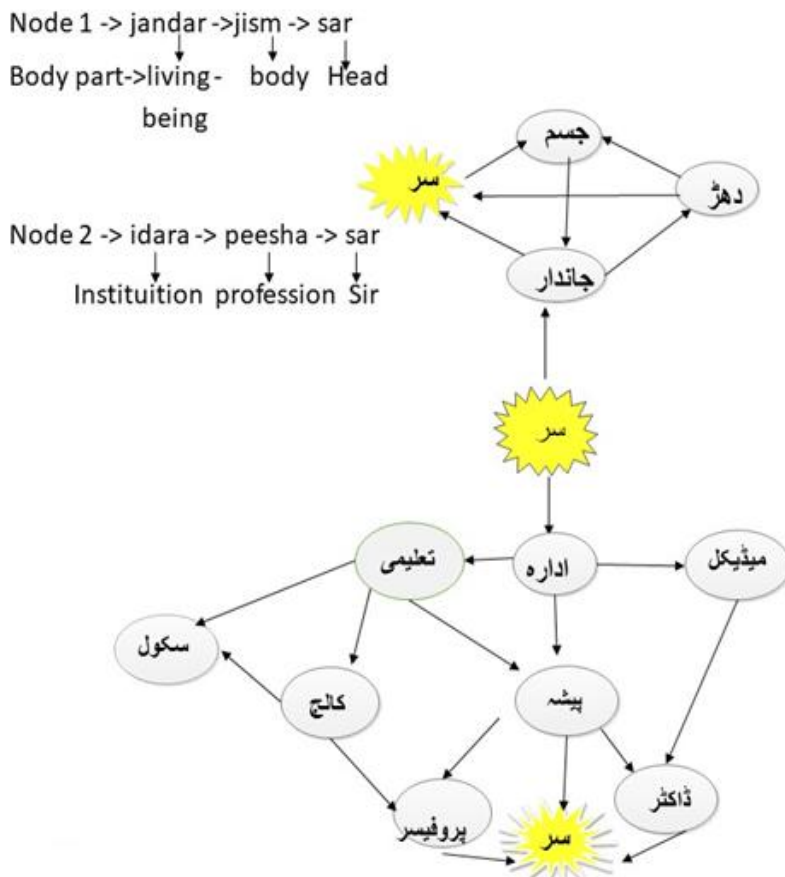 Node 1 -> jandar ->jism -> sar
Body part->living- body Head
being
جسم
سر
دھڑ
Node 2 -> idara -> peesha -> sar
جاندار
Instituition profession Sir
سر
تعلیمی
ادارہ
میڈیکل
سکول
کالج
پیشہ
پروفیسر
سر
ڈاکٹر